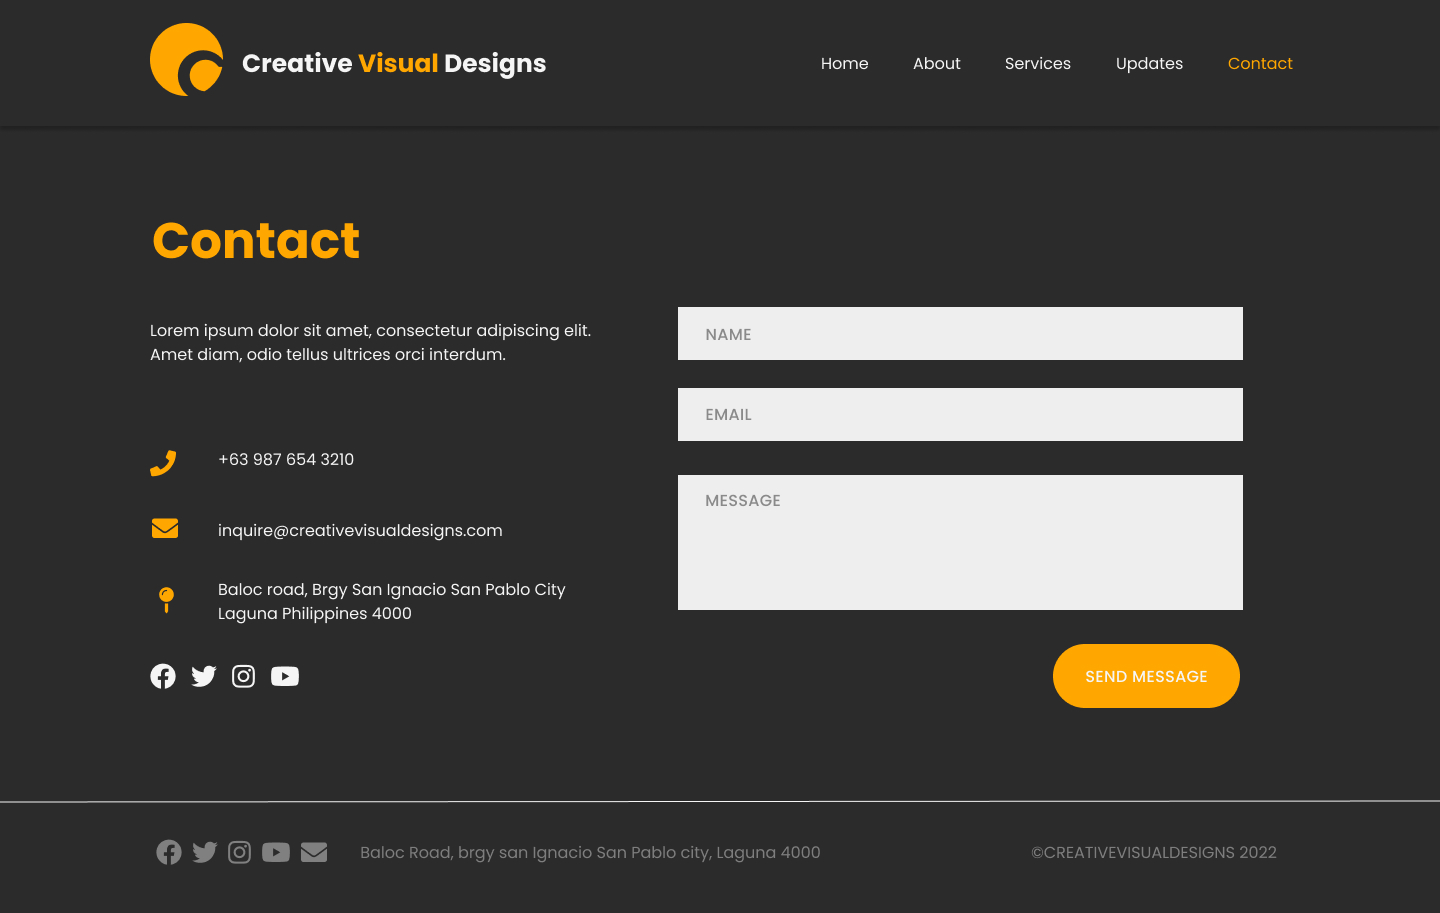 Creative Visual Designs
Home
About
Services
Updates
Contact
Contact
Lorem ipsum dolor sit amet, consectetur adipiscing elit.
Amet diam, odio tellus ultrices orci interdum.
+63 987 654 3210
inquire@creativevisualdesigns.com
Baloc road, Brgy San Ignacio San Pablo City
Laguna Philippines 4000
NAME
EMAIL
MESSAGE
SEND MESSAGE
Baloc Road, brgy san Ignacio San Pablo city, Laguna 4000
©CREATIVEVISUALDESIGNS 2022